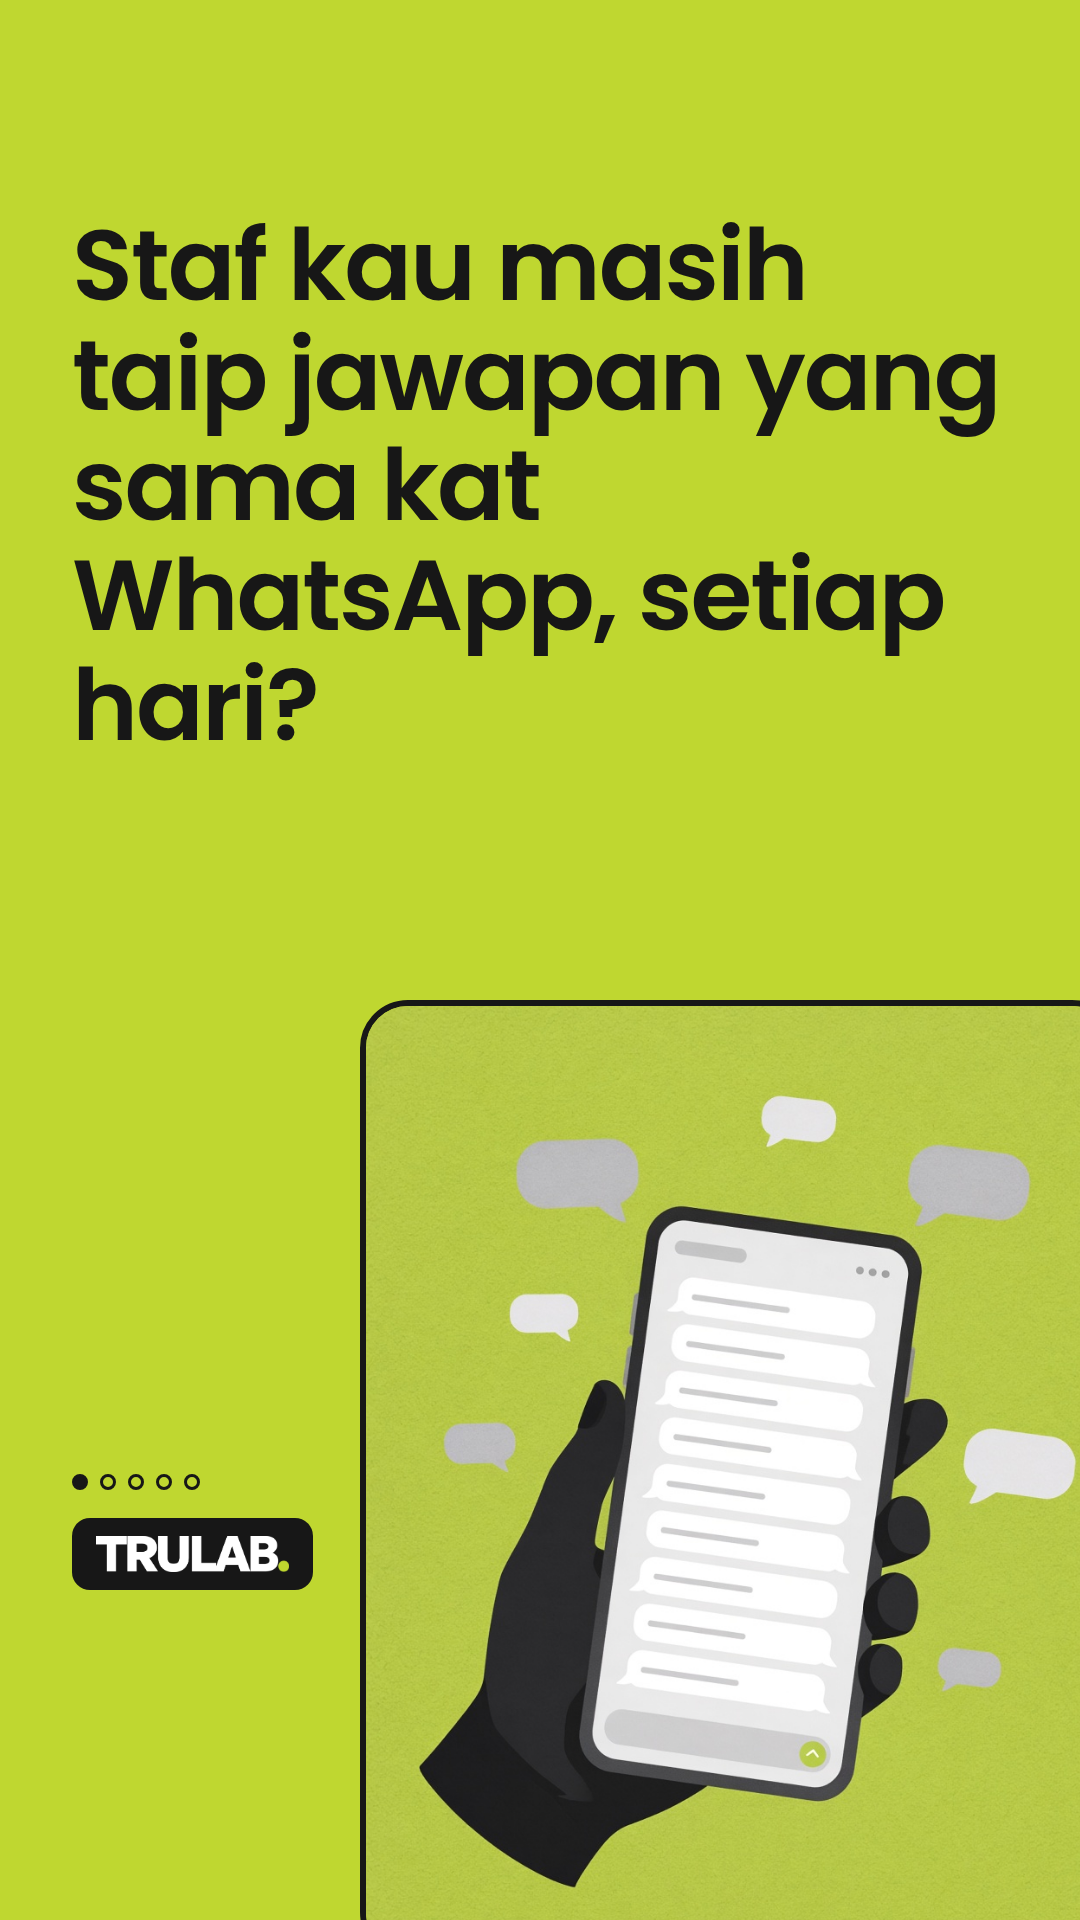 Staf kau masih
taip jawapan yang
sama kat
WhatsApp, setiap
hari?
TRULAB.